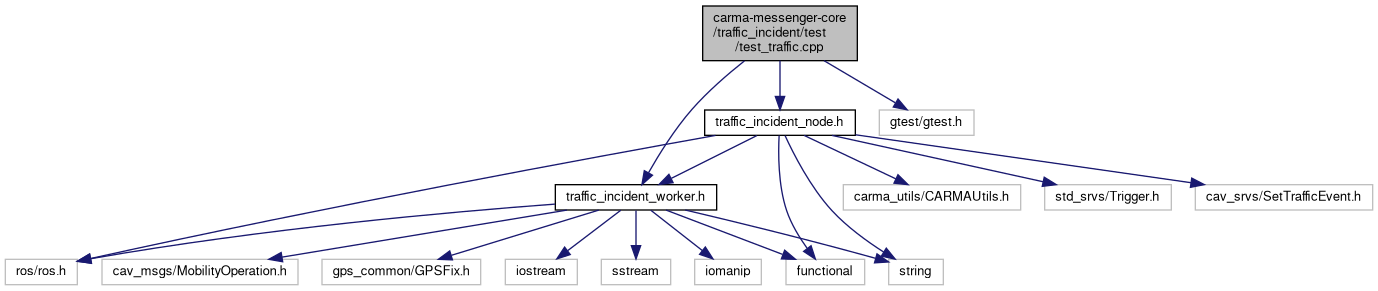 carma-messenger-core
/traffic_incident/test
/test_traffic.cpp
traffic_incident_node.h
gtest/gtest.h
traffic_incident_worker.h
carma_utils/CARMAUtils.h
std_srvs/Trigger.h
cav_srvs/SetTrafficEvent.h
ros/ros.h
cav_msgs/MobilityOperation.h
gps_common/GPSFix.h
iostream
sstream
iomanip
functional
string